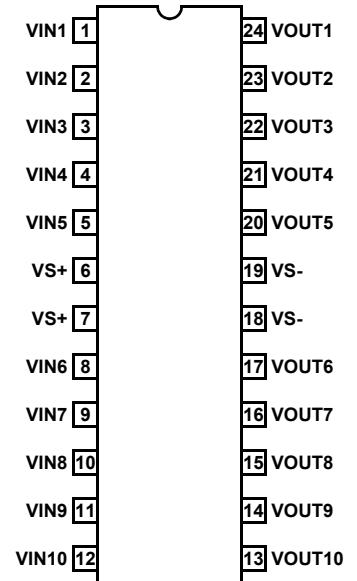 VIN1 1 24 VOUT1
VIN2 2 23 VOUT2
VIN3 3 22 VOUT3
VIN4 4 21 VOUT4
VIN5 5 20 VOUT5
VS+ 6 19 VS-
VS+ 7 18 VS-
VIN6 8 17 VOUT6
VIN7 9 16 VOUT7
VIN8 10 15 VOUT8
VIN9 11 14 VOUT9
VIN10 12 13 VOUT10